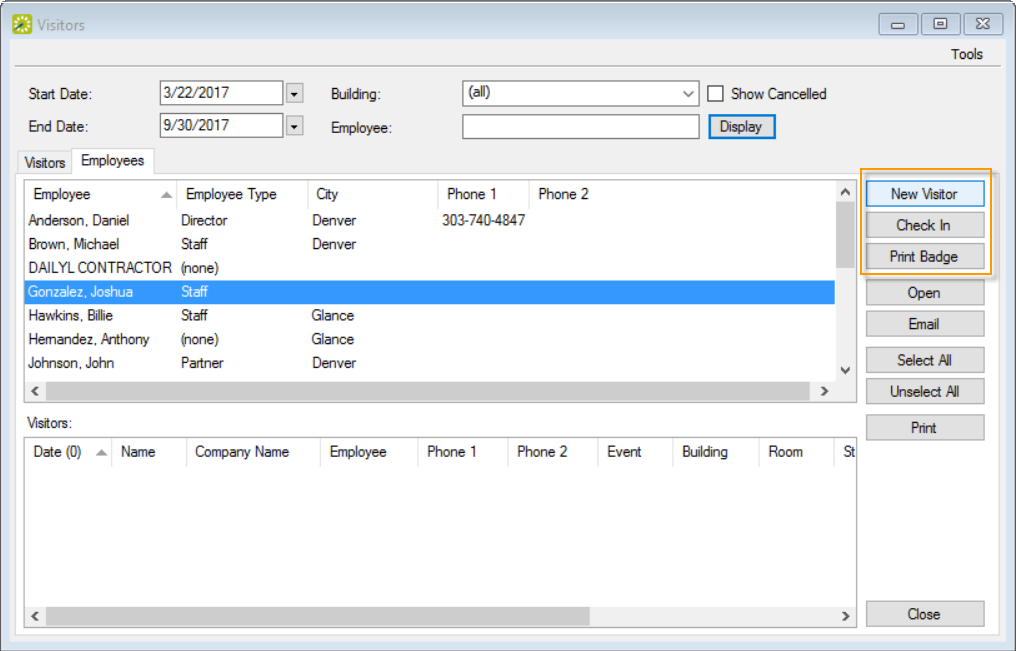 Visitors
Tools
Start Date: 3/22/2017 Building: (all) Show Cancelled
End Date: 9/30/2017 Employee: Display
Visitors Employees
Employee Employee Type City Phone 1 Phone 2
Anderson, Daniel Director Denver 303-740-4847
Brown, Michael Staff Denver
DAILYL CONTRACTOR (none)
Gonzalez, Joshua Staff
Hawkins, Billie Staff Glance
Hernandez, Anthony (none) Glance
Johnson, John Partner Denver
New Visitor
Check In
Print Badge
Open
Email
Select All
Unselect All
Print
Visitors:
Date (0) Name Company Name Employee Phone 1 Phone 2 Event Building Room St
Close